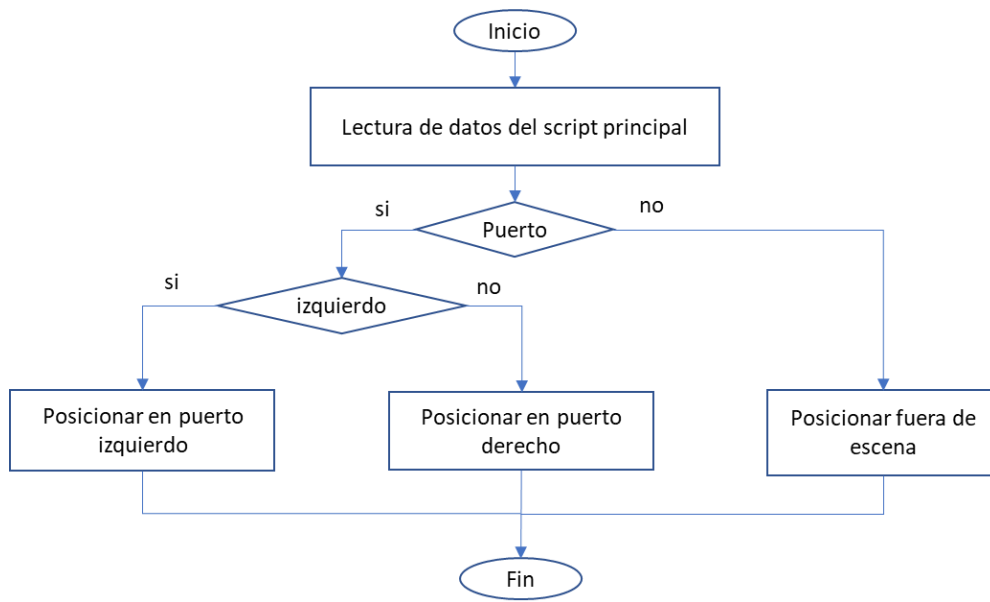 Inicio
Lectura de datos del script principal
si
no
Puerto
si
no
izquierdo
Posicionar en puerto
izquierdo
Posicionar en puerto
derecho
Posicionar fuera de
escena
Fin